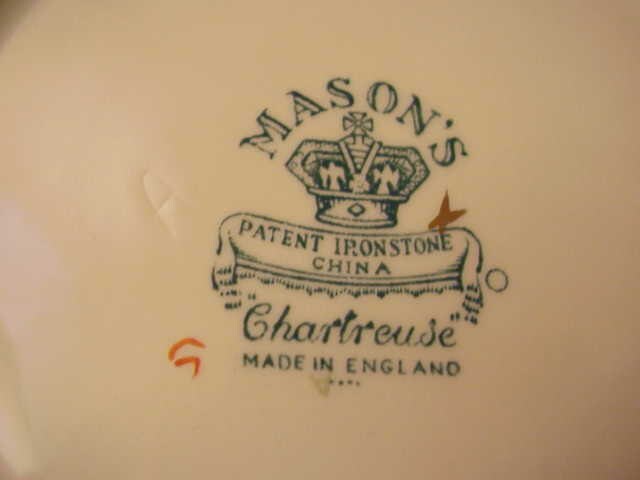 MASON'S
PATENT IRONSTONE
CHINA
"Chartreuse"
MADE IN ENGLAND